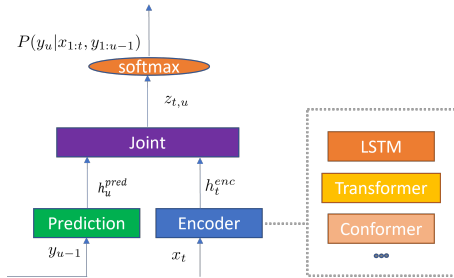 P(y_u|x_{1:t}, y_{1:u-1})
softmax
z_{t,u}
Joint
h_u^{pred}
h_t^{enc}
Prediction
Encoder
y_{u-1}
x_t
LSTM
Transformer
Conformer